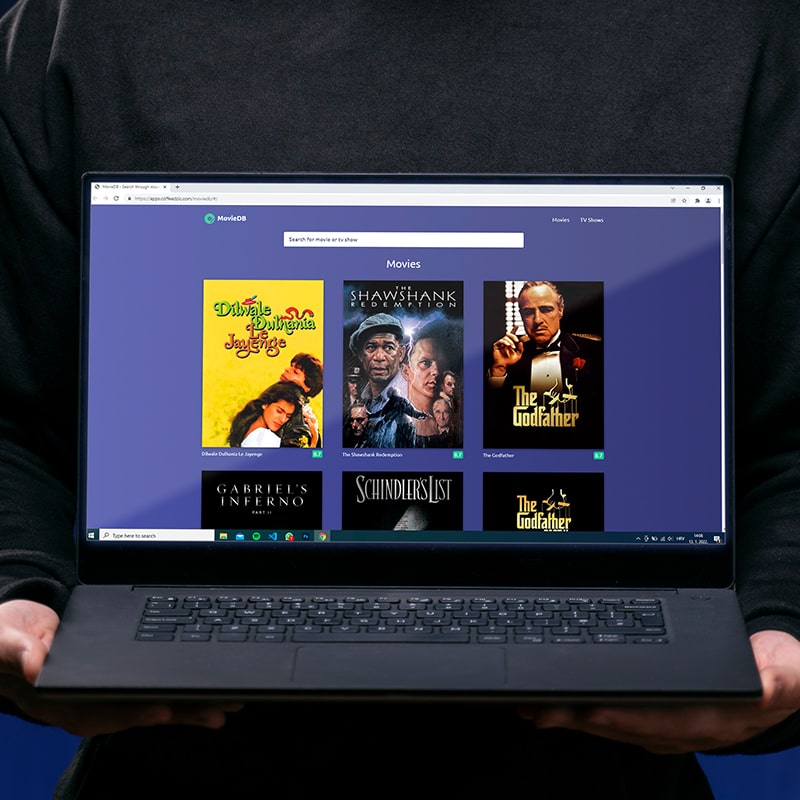 MovieDB - Search through movi
https://apps.coffeedzic.com/moviedb/#/
MovieDB
Movies
TV Shows
Search for movie or tv show
Movies
Dilwale
Dulhania
Le
Jayenge
THE
SHAWSHANK
REDEMPTION
The
Godfather
Dilwale Dulhania Le Jayenge
8.7
The Shawshank Redemption
8.7
The Godfather
8.7
GABRIEL'S
INFERNO
PART II
SCHINDLER'S LIST
The
Godfather
Type here to search
HRV
14:06
13. 1. 2022.